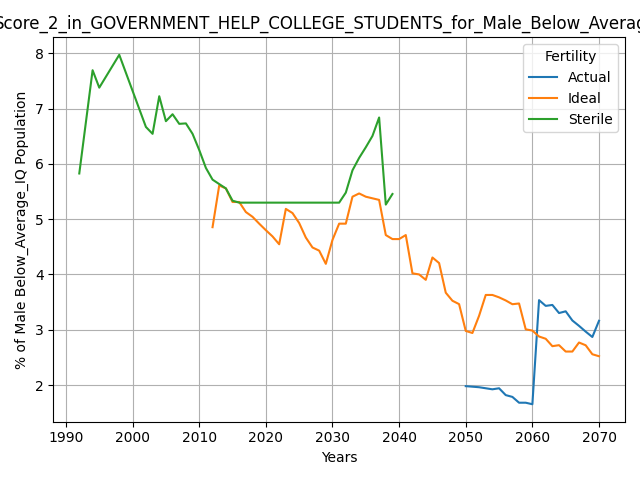 Score_2_in_GOVERNMENT_HELP_COLLEGE_STUDENTS_for_Male_Below_Averag
Fertility
Actual
Ideal
Sterile
% of Male Below_Average_IQ Population
8
7
6
5
4
3
2
1990 2000 2010 2020 2030 2040 2050 2060 2070
Years